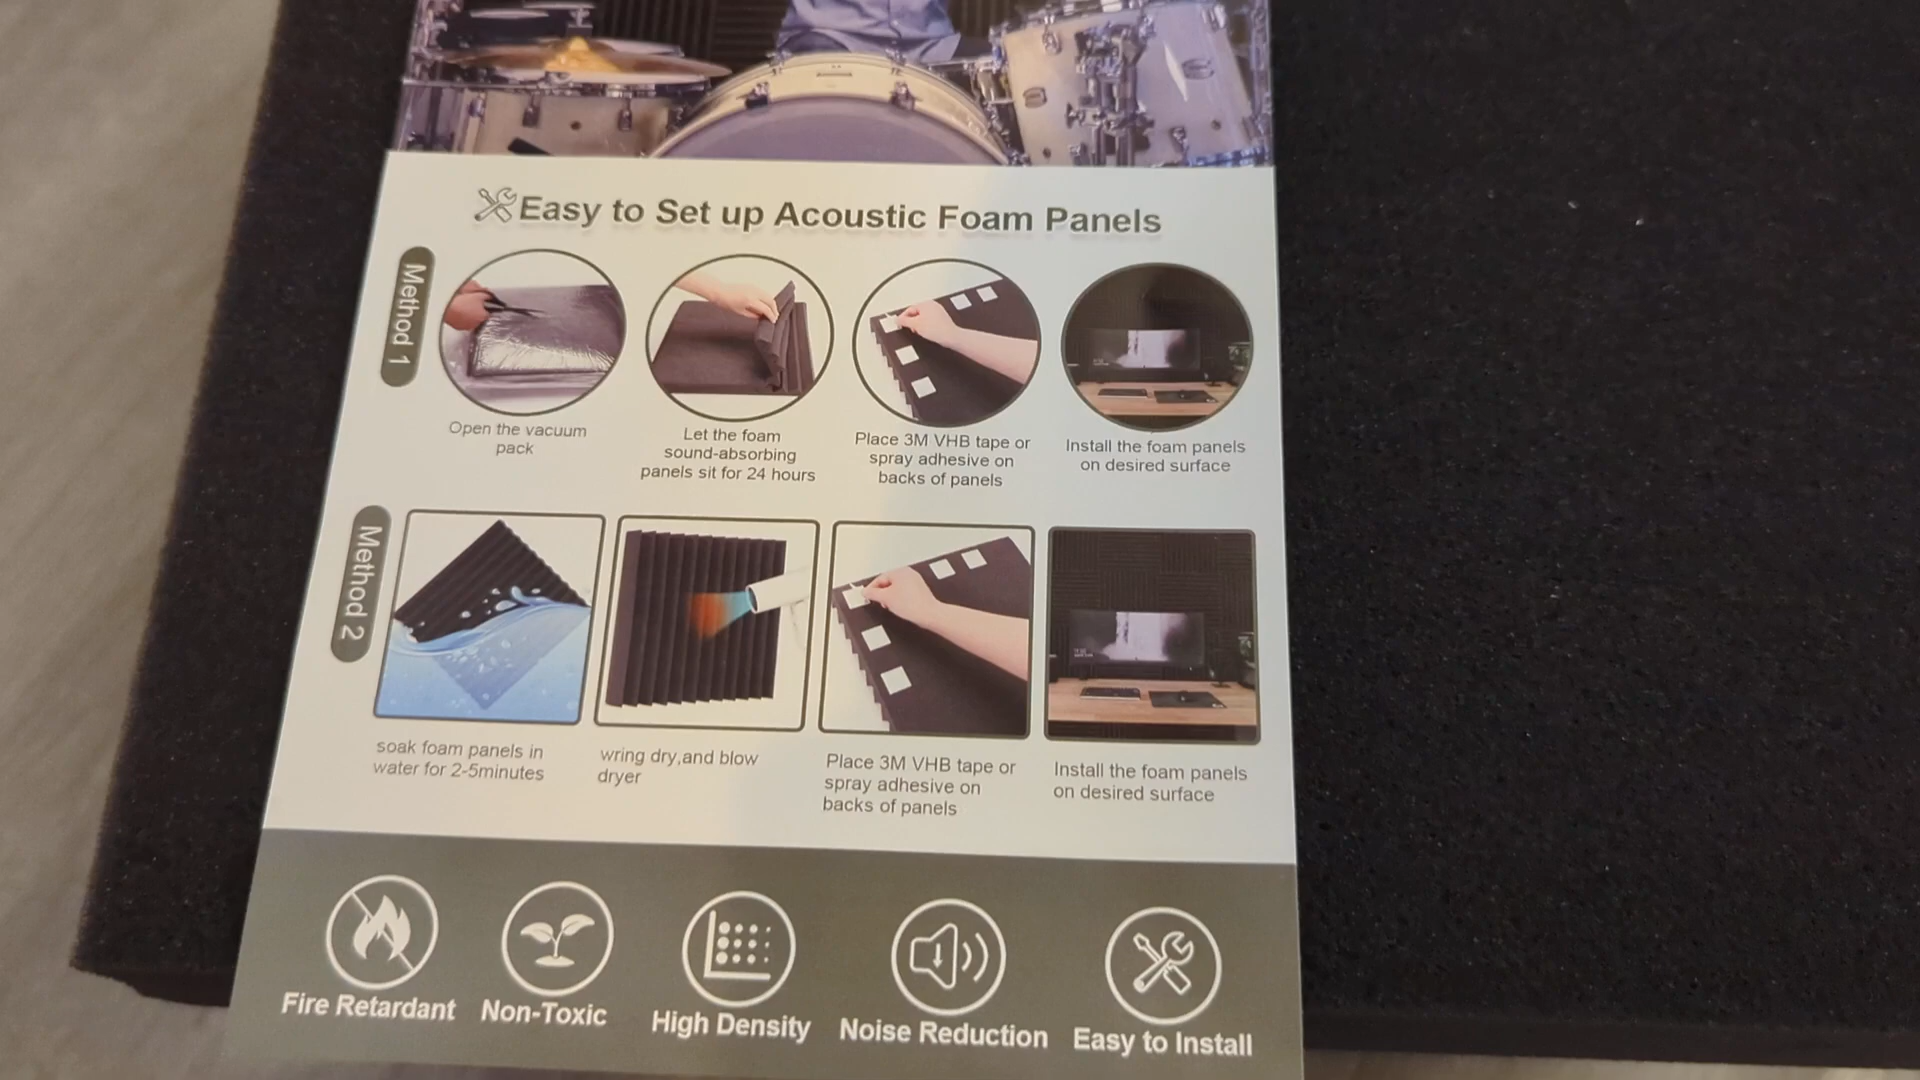 Easy to Set up Acoustic Foam Panels
Method 1
Open the vacuum
pack
Let the foam
sound-absorbing
panels sit for 24 hours
Place 3M VHB tape or
spray adhesive on
backs of panels
Install the foam panels
on desired surface
Method 2
soak foam panels in
water for 2-5minutes
wring dry,and blow
dryer
Place 3M VHB tape or
spray adhesive on
backs of panels
Install the foam panels
on desired surface
Fire Retardant
Non-Toxic
High Density
Noise Reduction
Easy to Install